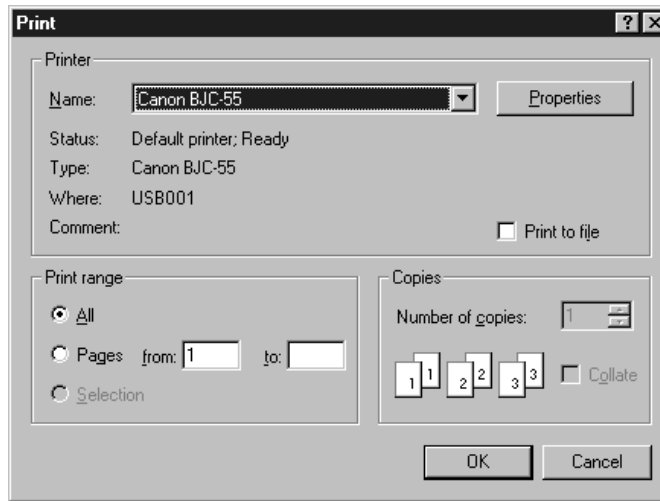 Print
Printer
Name: Canon BJC-55 Properties
Status: Default printer; Ready
Type: Canon BJC-55
Where: USB001
Comment: Print to file
Print range
All
Pages from: 1 to:
Selection
Copies
Number of copies: 1
1 1 2 2 3 3 Collate
OK Cancel